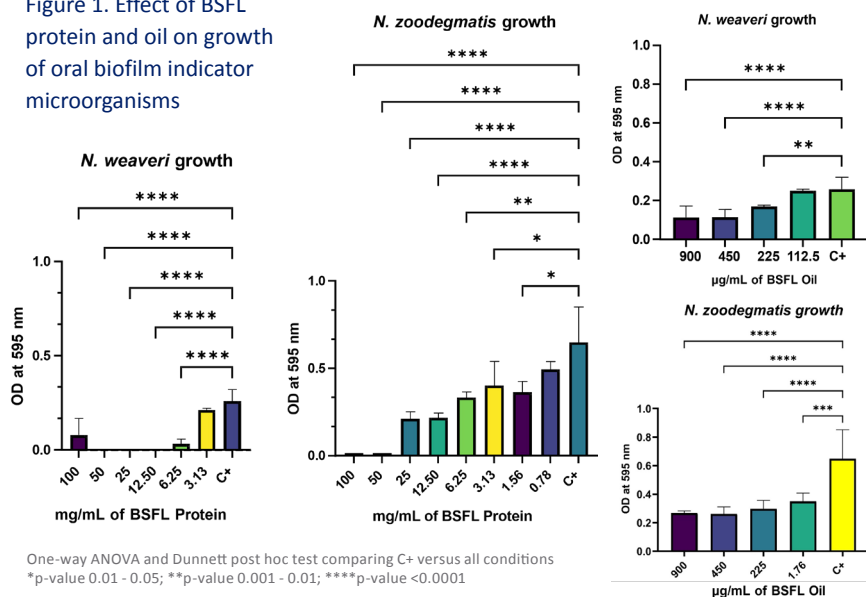 Figure 1. Effect of BSFL
protein and oil on growth
of oral biofilm indicator
microorganisms
N. weaveri growth
****
****
****
****
****
1.0
0.5
0.0
OD at 595 nm
100
50
25
12.50
6.25
3.13
C+
mg/mL of BSFL Protein
N. zoodegmatis growth
****
****
****
****
**
*
*
1.0
0.5
0.0
OD at 595 nm
100
50
25
12.50
6.25
3.13
1.56
0.78
C+
mg/mL of BSFL Protein
N. weaveri growth
****
****
**
1.0
0.8
0.6
0.4
0.2
0.0
OD at 595 nm
900 450 225 112.5 C+
µg/mL of BSFL Oil
N. zoodegmatis growth
****
****
****
***
1.0
0.8
0.6
0.4
0.2
0.0
OD at 595 nm
900
450
225
1.76
C+
µg/mL of BSFL Oil
One-way ANOVA and Dunnett post hoc test comparing C+ versus all conditions
*p-value 0.01 - 0.05; **p-value 0.001 - 0.01; ****p-value <0.0001